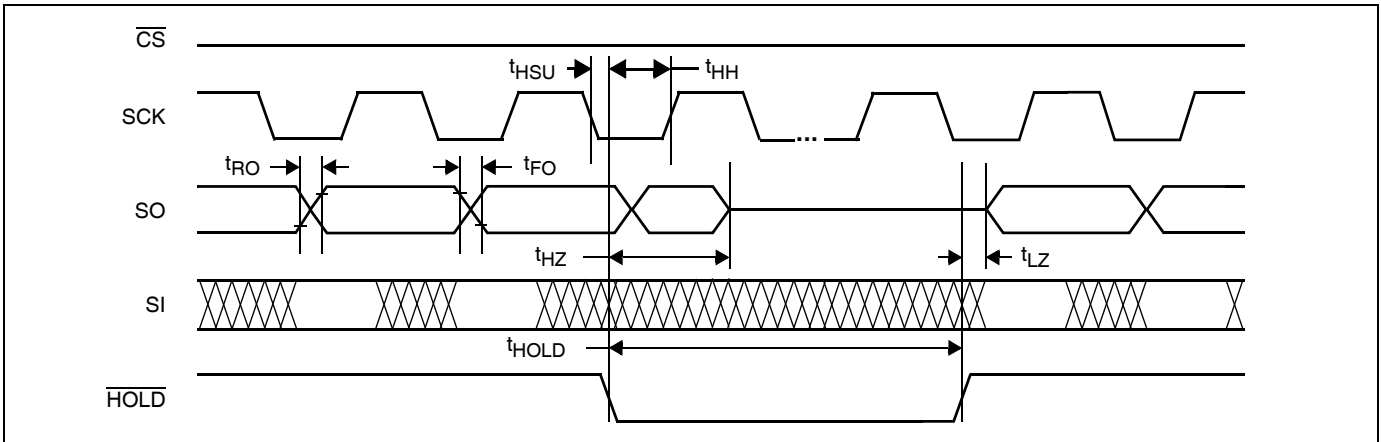 CS
tHSU
tHH
SCK
...
tRO
tFO
SO
tHZ
tLZ
SI
tHOLD
HOLD